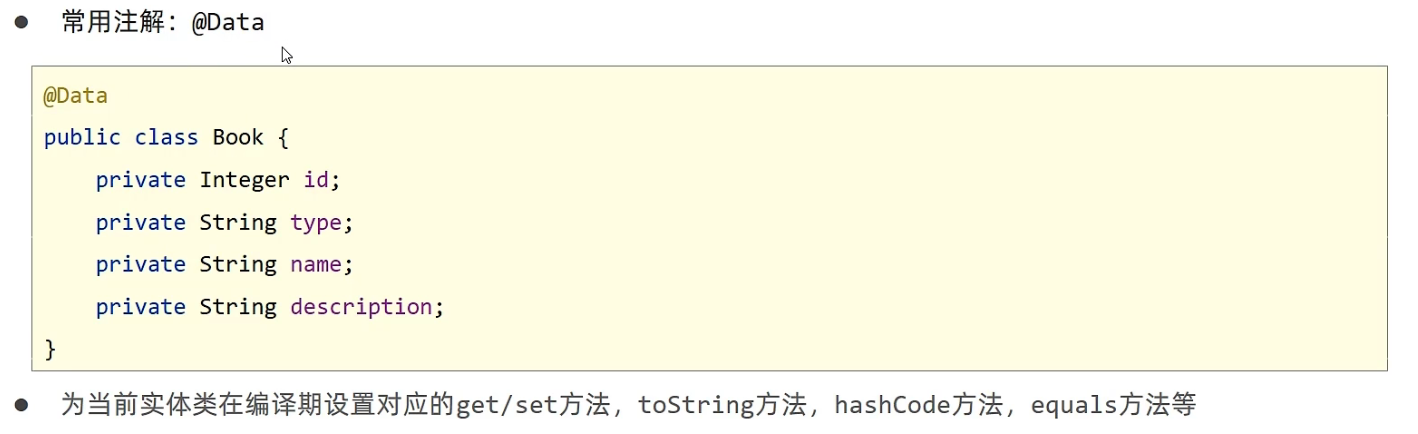 ● 常用注解：@Data
@Data
public class Book {
    private Integer id;
    private String type;
    private String name;
    private String description;
}
● 为当前实体类在编译期设置对应的get/set方法，toString方法，hashCode方法，equals方法等